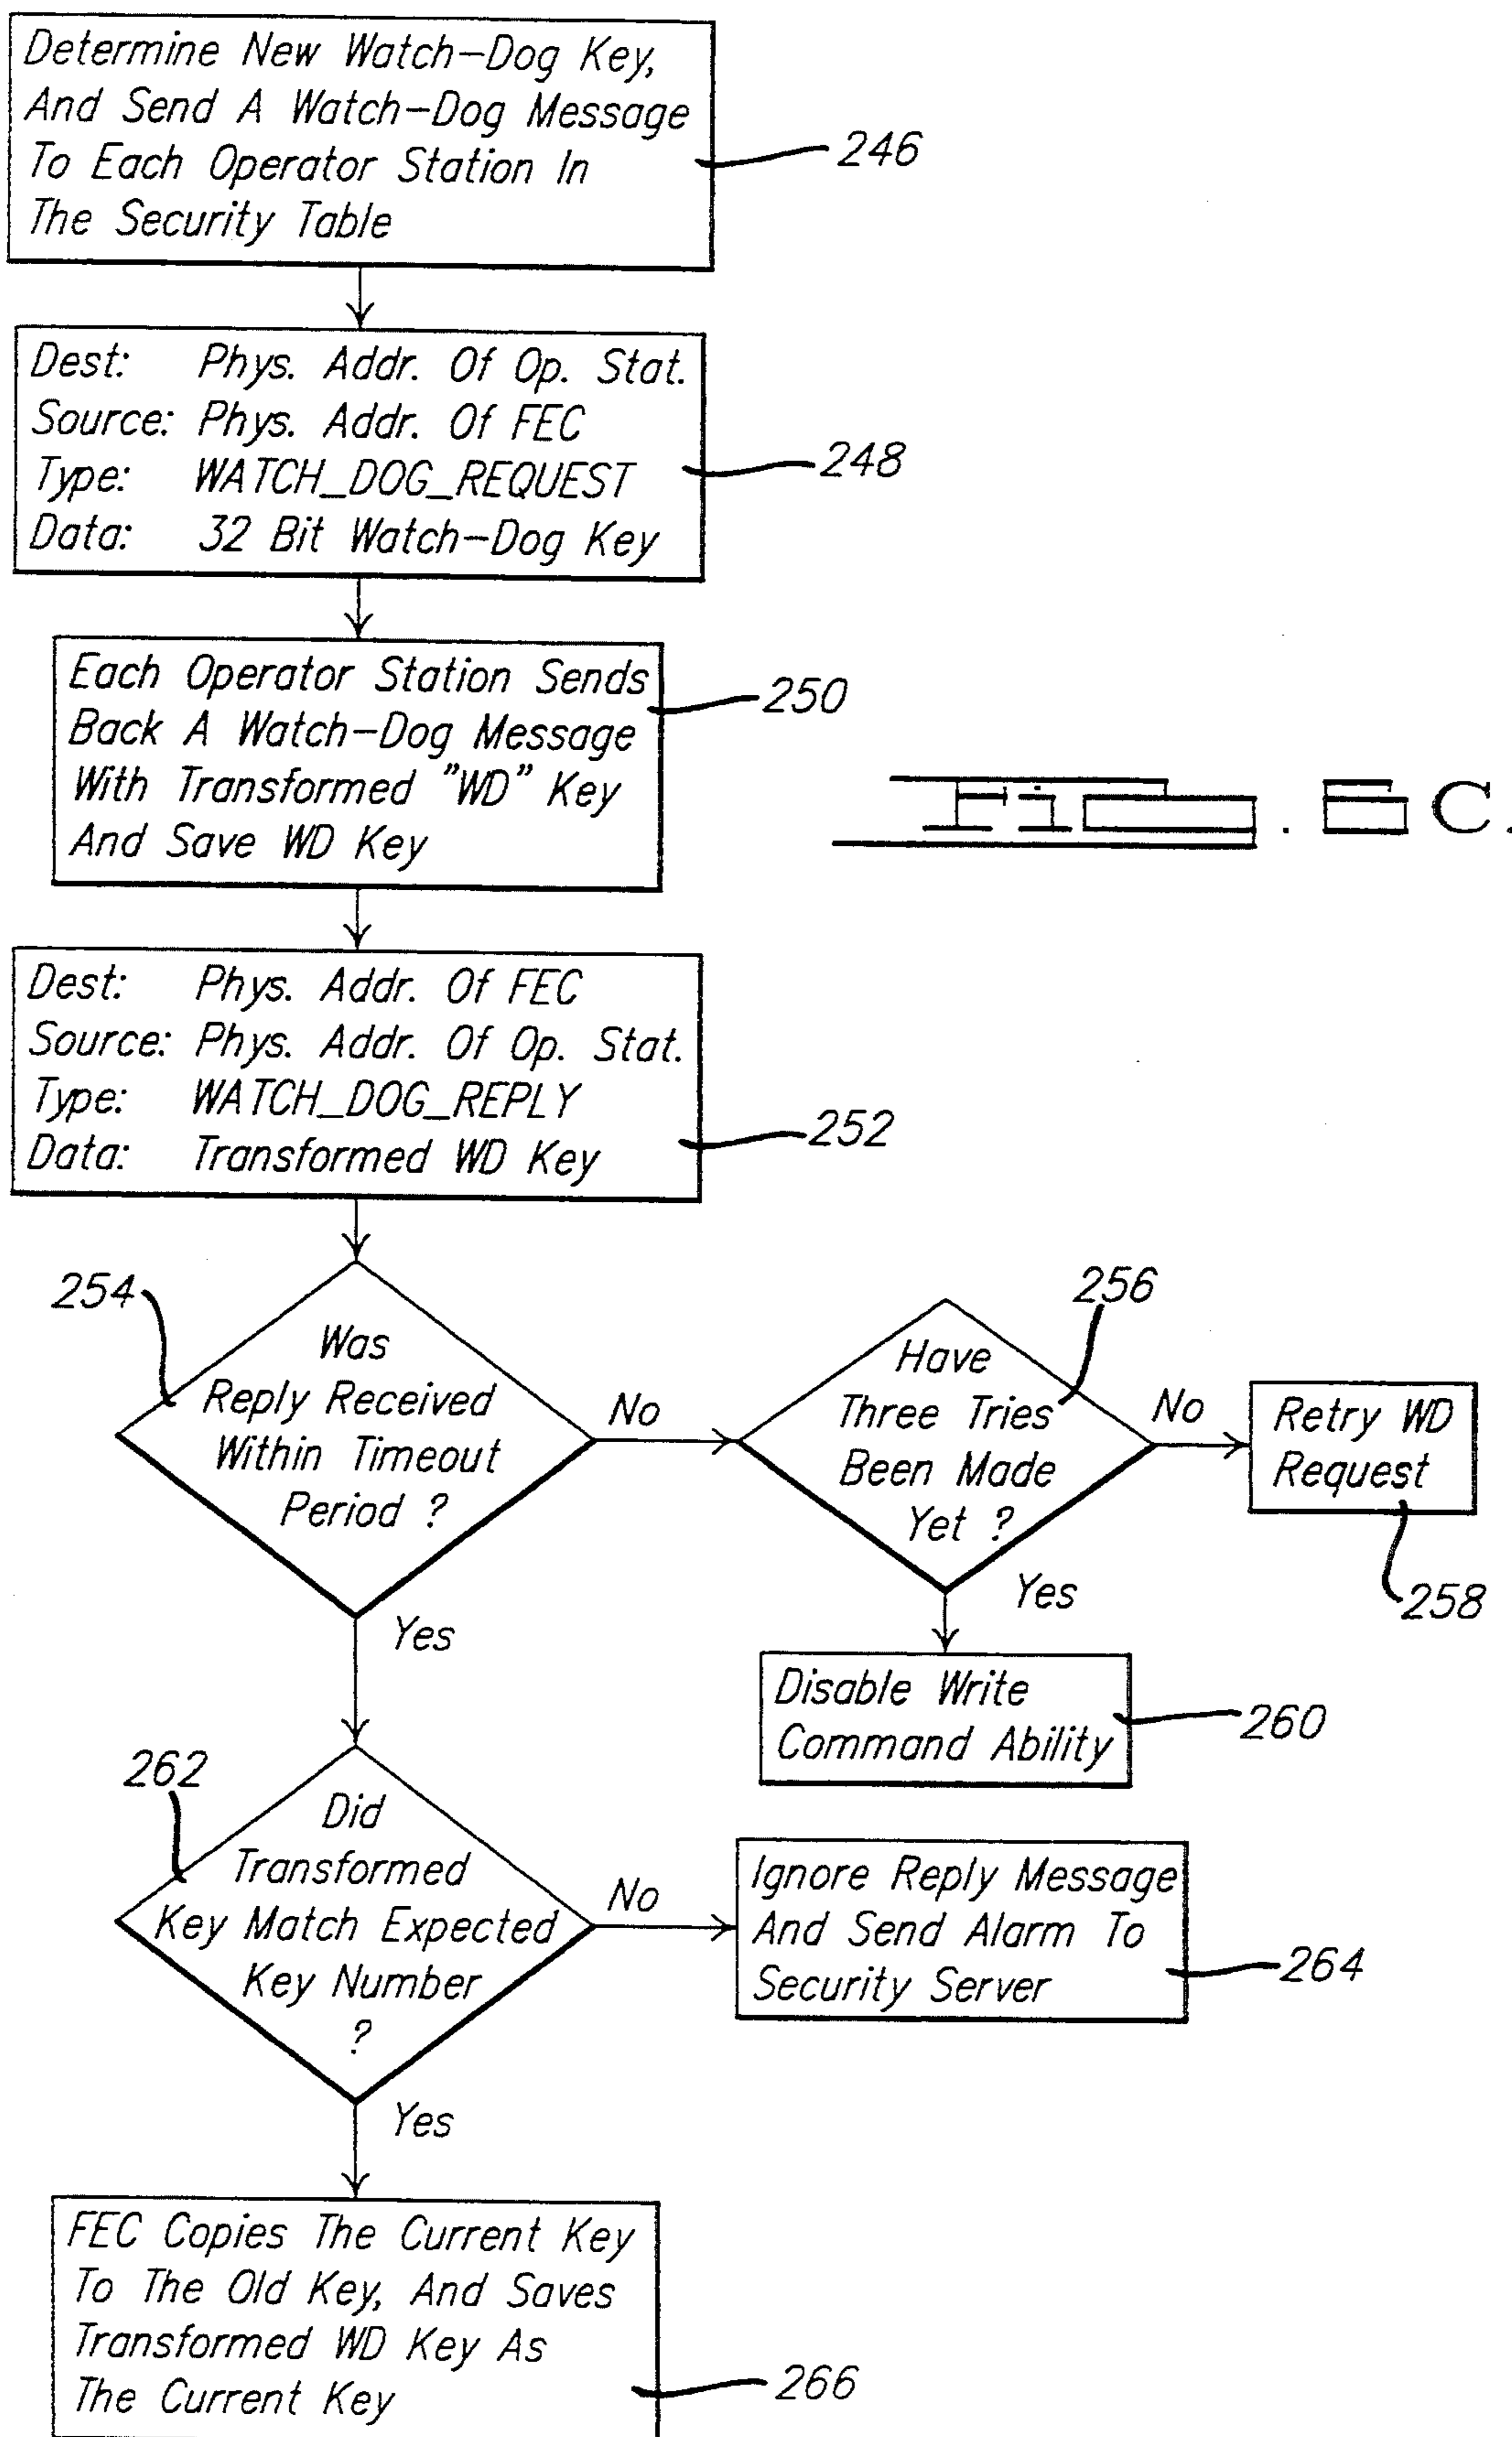 Determine New Watch-Dog Key,
And Send A Watch-Dog Message
To Each Operator Station In
The Security Table
246
Dest: Phys. Addr. Of Op. Stat.
Source: Phys. Addr. Of FEC
Type: WATCH_DOG_REQUEST
Data: 32 Bit Watch-Dog Key
248
Each Operator Station Sends
Back A Watch-Dog Message
With Transformed "WD" Key
And Save WD Key
250
C.
Dest: Phys. Addr. Of FEC
Source: Phys. Addr. Of Op. Stat.
Type: WATCH_DOG_REPLY
Data: Transformed WD Key
252
254
Was
Reply Received
Within Timeout
Period ?
No
Yes
256
Have
Three Tries
Been Made
Yet ?
No
Yes
Retry WD
Request
258
Disable Write
Command Ability
260
262
Did
Transformed
Key Match Expected
Key Number
?
No
Yes
Ignore Reply Message
And Send Alarm To
Security Server
264
FEC Copies The Current Key
To The Old Key, And Saves
Transformed WD Key As
The Current Key
266